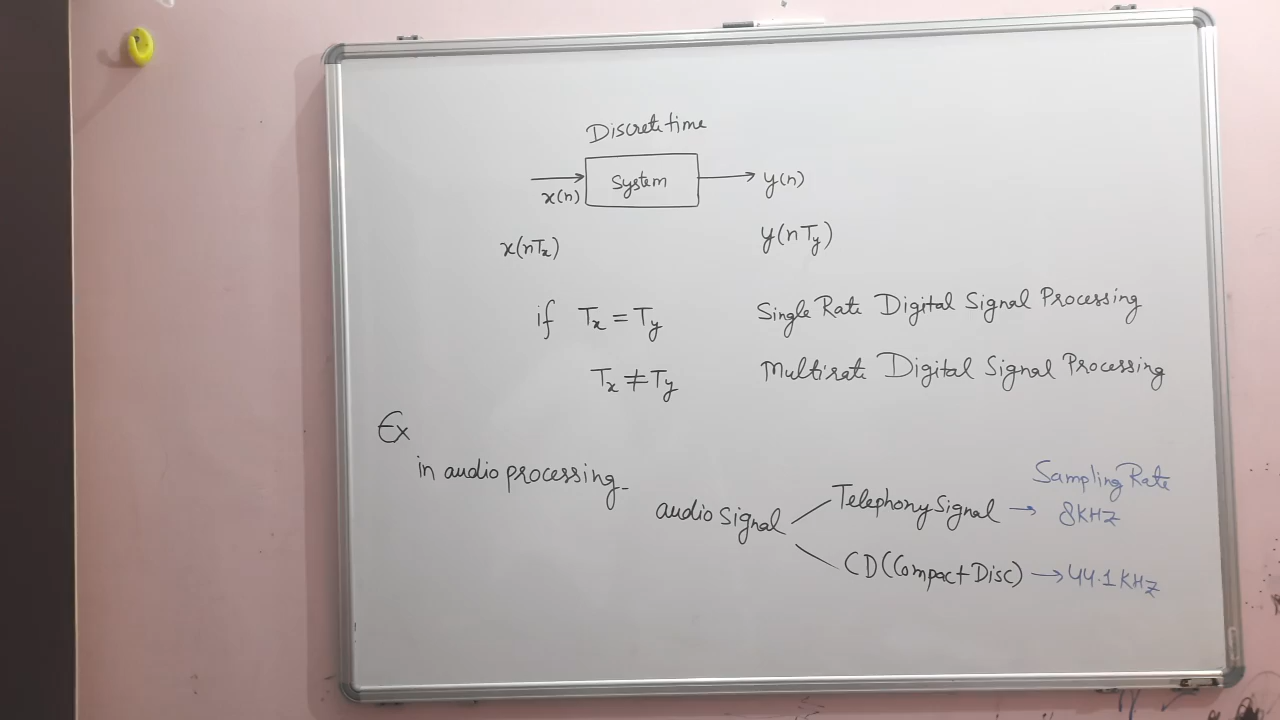 Discrete time
System
x(n)
y(n)
x(nTx)
y(nTy)
if Tx = Ty Single Rate Digital Signal Processing
Tx ≠ Ty Multirate Digital Signal Processing
Ex
in audio processing
Sampling Rate
audio Signal
Telephony Signal → 8KHZ
CD (Compact Disc) → 44.1 KHZ